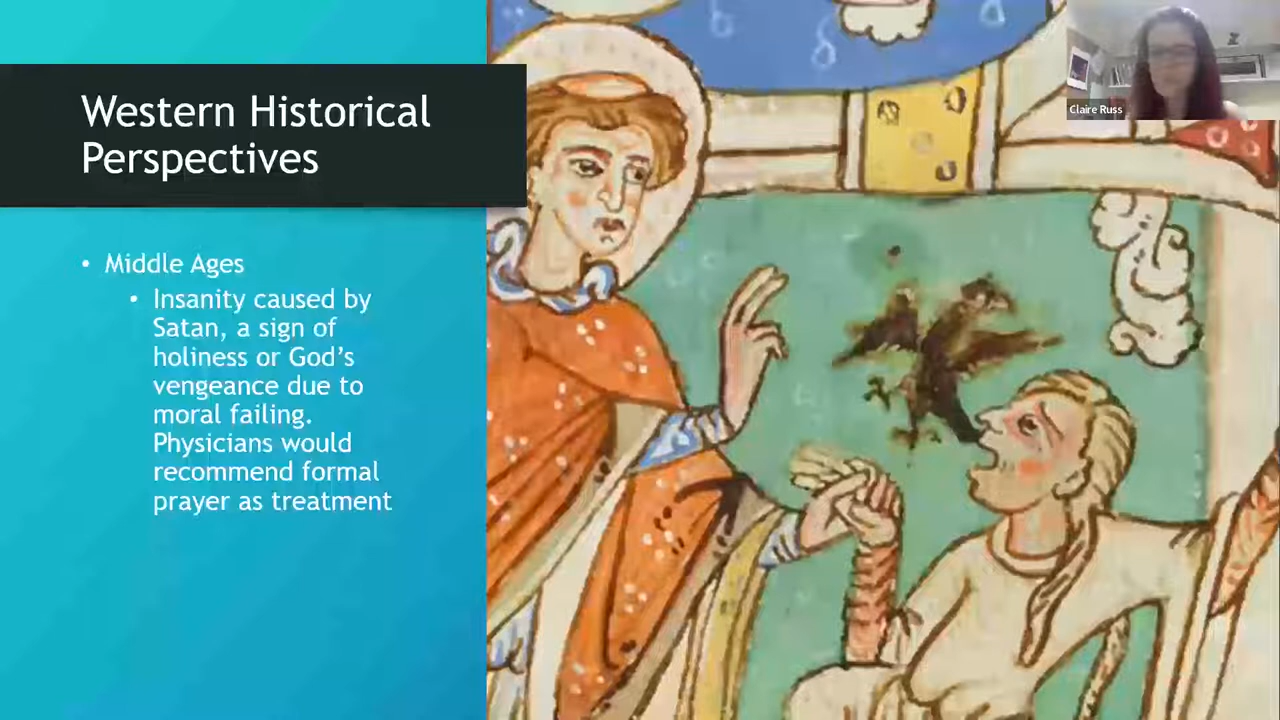 Western Historical
Perspectives
• Middle Ages
• Insanity caused by
Satan, a sign of
holiness or God’s
vengeance due to
moral failing.
Physicians would
recommend formal
prayer as treatment
Claire Russ